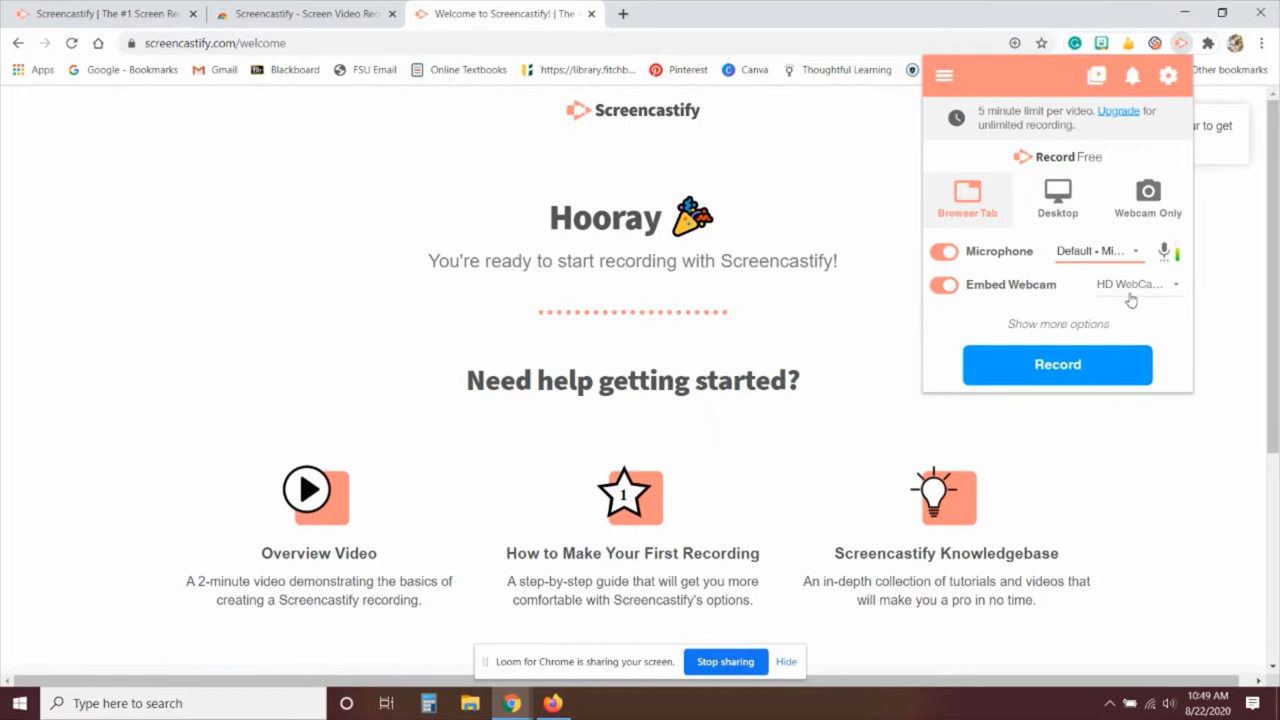 Screencastify | The #1 Screen Re
Screencastify - Screen Video Rec
Welcome to Screencastify! | The
screencastify.com/welcome
Apps
Google - Bookmarks
Gmail
Bb
Blackboard
FSU Email
Online Textbooks
https://library.fitchb...
Pinterest
Canva
Thoughtful Learning
Other bookmarks
5 minute limit per video. Upgrade for
unlimited recording.
Record Free
Browser Tab
Desktop
Webcam Only
Microphone
Default - Mi...
Embed Webcam
HD WebCa...
Show more options
Record
ar to get
Screencastify
Hooray
You're ready to start recording with Screencastify!
Need help getting started?
1
Overview Video
A 2-minute video demonstrating the basics of
creating a Screencastify recording.
How to Make Your First Recording
A step-by-step guide that will get you more
comfortable with Screencastify's options.
Screencastify Knowledgebase
An in-depth collection of tutorials and videos that
will make you a pro in no time.
Loom for Chrome is sharing your screen.
Stop sharing
Hide
Type here to search
10:49 AM
8/22/2020